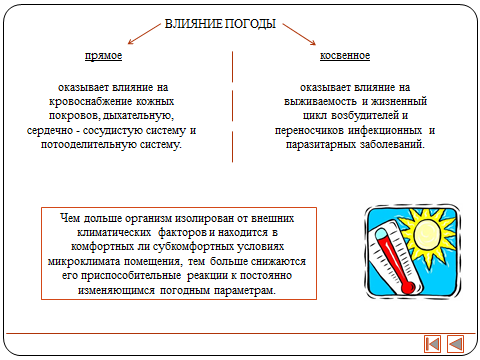 ВЛИЯНИЕ ПОГОДЫ
прямое
оказывает влияние на
кровоснабжение кожных
покровов, дыхательную,
сердечно - сосудистую систему и
потооделительную систему.
косвенное
оказывает влияние на
выживаемость и жизненный
цикл возбудителей и
переносчиков инфекционных и
паразитарных заболеваний.
Чем дольше организм изолирован от внешних
климатических факторов и находится в
комфортных ли субкомфортных условиях
микроклимата помещения, тем больше снижаются
его приспособительные реакции к постоянно
изменяющимся погодным параметрам.